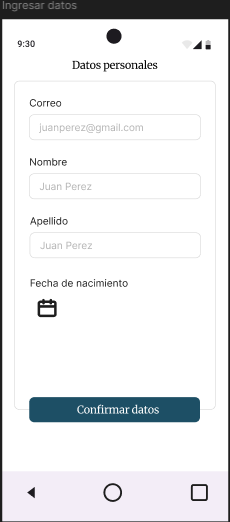 Ingresar datos
9:30
Datos personales
Correo
juanperez@gmail.com
Nombre
Juan Perez
Apellido
Juan Perez
Fecha de nacimiento
Confirmar datos